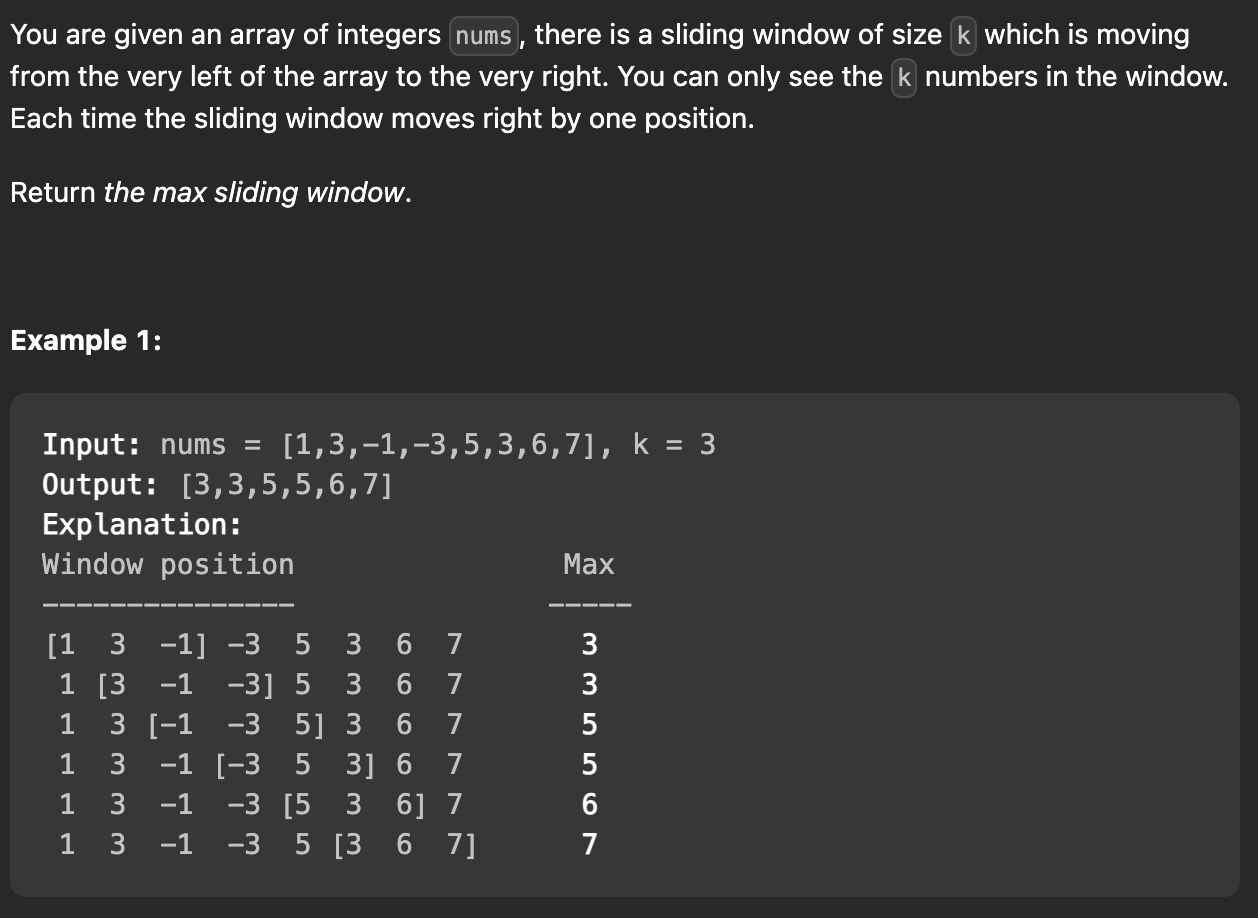 You are given an array of integers nums, there is a sliding window of size k which is moving
from the very left of the array to the very right. You can only see the k numbers in the window.
Each time the sliding window moves right by one position.
Return the max sliding window.
Example 1:
Input: nums = [1,3,-1,-3,5,3,6,7], k = 3
Output: [3,3,5,5,6,7]
Explanation:
Window position                Max
---------------               -----
[1  3  -1] -3  5  3  6  7       3
 1 [3  -1  -3] 5  3  6  7       3
 1  3 [-1  -3  5] 3  6  7       5
 1  3  -1 [-3  5  3] 6  7       5
 1  3  -1  -3 [5  3  6] 7       6
 1  3  -1  -3  5 [3  6  7]      7